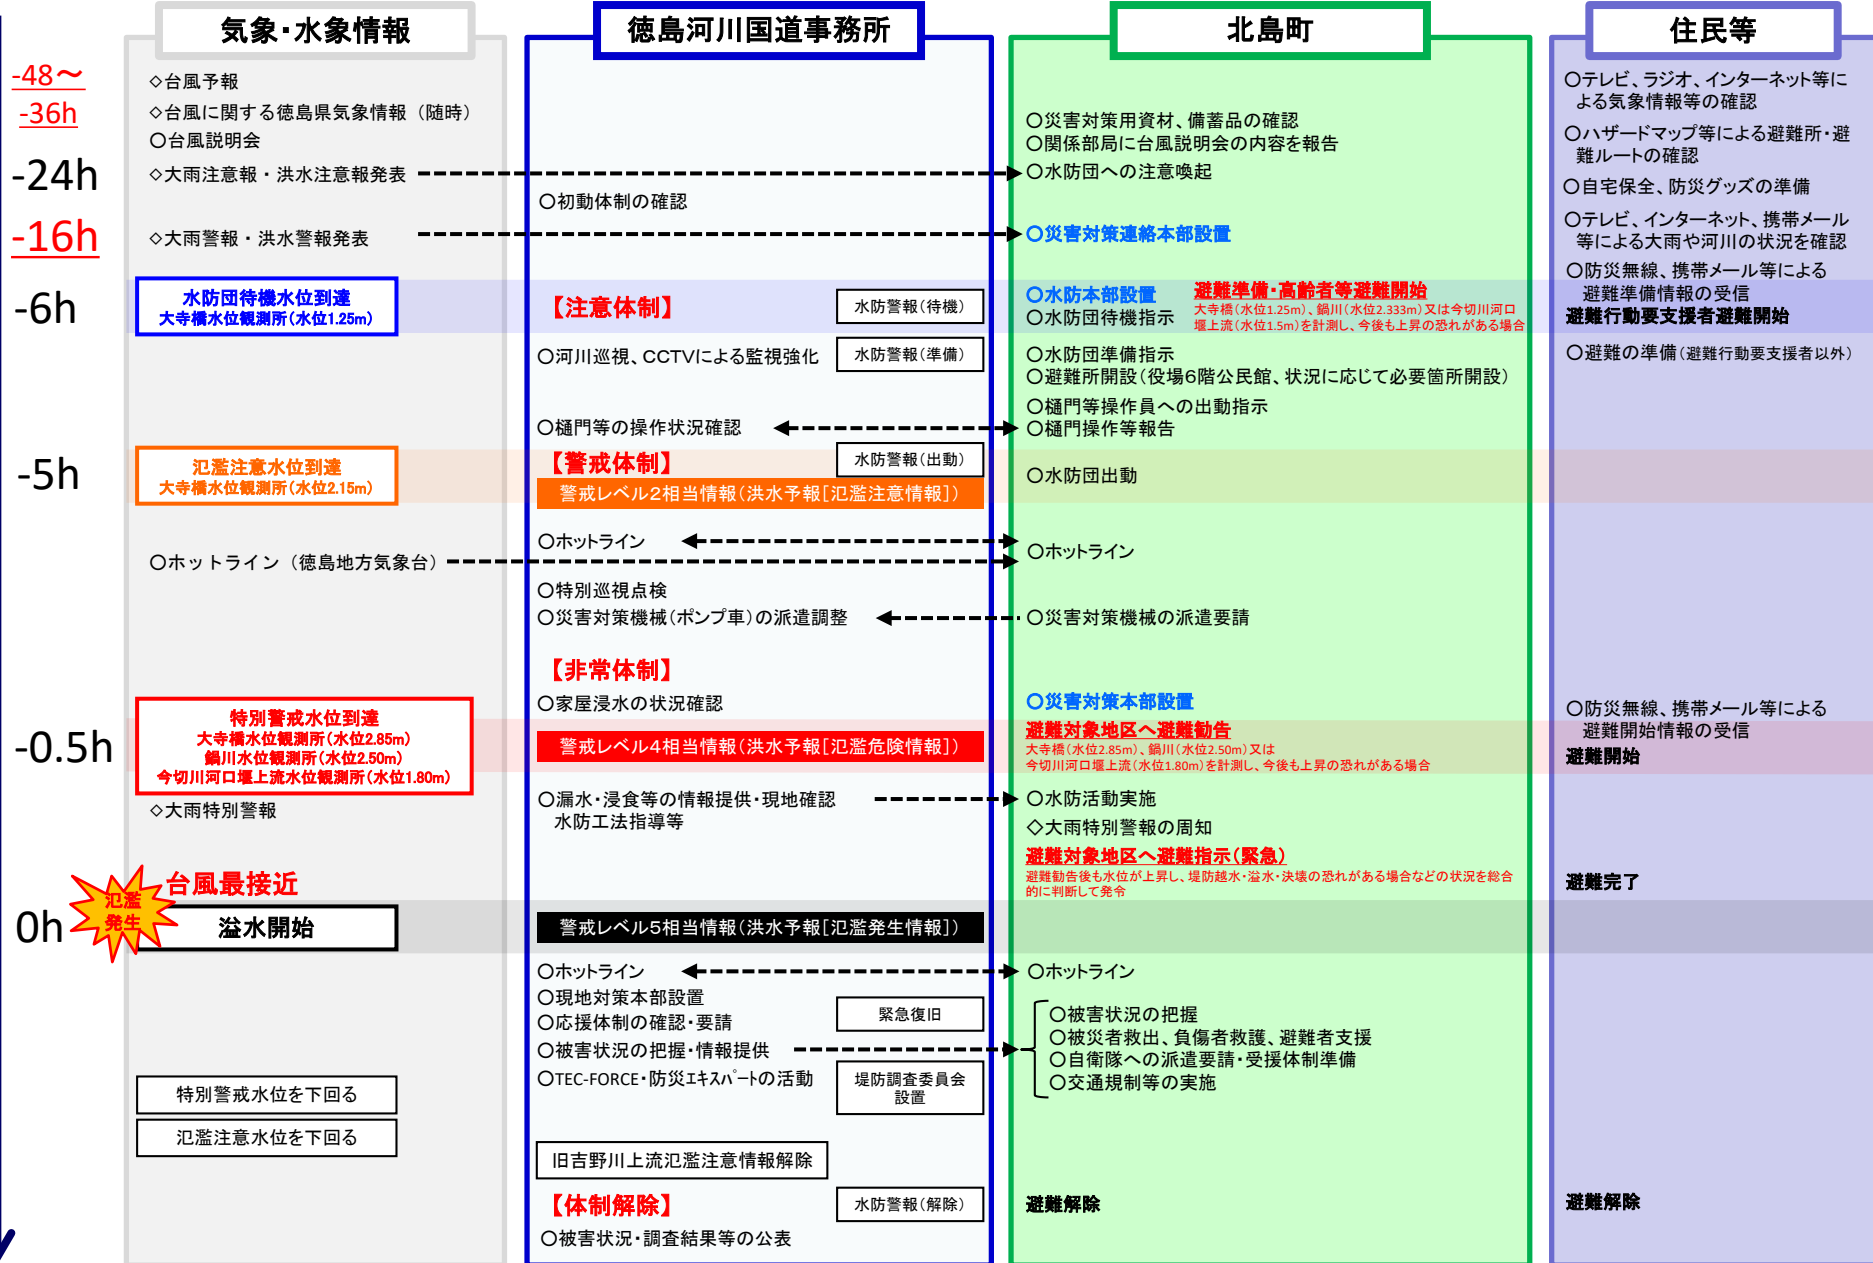 気象・水象情報
徳島河川国道事務所
北島町
住民等
-48～
-36h
-24h
-16h
-6h
-5h
-0.5h
0h
◇台風予報
◇台風に関する徳島県気象情報（随時）
○台風説明会
◇大雨注意報・洪水注意報発表
◇大雨警報・洪水警報発表
水防団待機水位到達
大寺橋水位観測所（水位1.25m）
氾濫注意水位到達
大寺橋水位観測所（水位2.15m）
○ホットライン（徳島地方気象台）
特別警戒水位到達
大寺橋水位観測所（水位2.85m）
鍋川水位観測所（水位2.50m）
今切川河口堰上流水位観測所（水位1.80m）
◇大雨特別警報
台風最接近
氾濫
発生
溢水開始
特別警戒水位を下回る
氾濫注意水位を下回る
○初動体制の確認
【注意体制】
水防警報（待機）
○河川巡視、CCTVによる監視強化
水防警報（準備）
○樋門等の操作状況確認
【警戒体制】
水防警報（出動）
警戒レベル2相当情報（洪水予報［氾濫注意情報］）
○ホットライン
○特別巡視点検
○災害対策機械（ポンプ車）の派遣調整
【非常体制】
○家屋浸水の状況確認
警戒レベル4相当情報（洪水予報［氾濫危険情報］）
○漏水・浸食等の情報提供・現地確認
水防工法指導等
警戒レベル5相当情報（洪水予報［氾濫発生情報］）
○ホットライン
○現地対策本部設置
○応援体制の確認・要請
緊急復旧
○被害状況の把握・情報提供
○TEC-FORCE・防災ｴｷｽﾊﾟｰﾄの活動
堤防調査委員会
設置
旧吉野川上流氾濫注意情報解除
【体制解除】
水防警報（解除）
○被害状況・調査結果等の公表
○災害対策用資材、備蓄品の確認
○関係部局に台風説明会の内容を報告
○水防団への注意喚起
○災害対策連絡本部設置
○水防本部設置
○水防団待機指示
避難準備・高齢者等避難開始
大寺橋（水位1.25m）、鍋川（水位2.333m）又は今切川河口
堰上流（水位1.5m）を計測し、今後も上昇の恐れがある場合
○水防団準備指示
○避難所開設（役場6階公民館、状況に応じて必要箇所開設）
○樋門等操作員への出動指示
○樋門操作等報告
○水防団出動
○ホットライン
○災害対策機械の派遣要請
○災害対策本部設置
避難対象地区へ避難勧告
大寺橋（水位2.85m）、鍋川（水位2.50m）又は
今切川河口堰上流（水位1.80m）を計測し、今後も上昇の恐れがある場合
○水防活動実施
◇大雨特別警報の周知
避難対象地区へ避難指示（緊急）
避難勧告後も水位が上昇し、堤防越水・溢水・決壊の恐れがある場合などの状況を総合
的に判断して発令
○ホットライン
○被害状況の把握
○被災者救出、負傷者救護、避難者支援
○自衛隊への派遣要請・受援体制準備
○交通規制等の実施
避難解除
○テレビ、ラジオ、インターネット等に
よる気象情報等の確認
○ハザードマップ等による避難所・避
難ルートの確認
○自宅保全、防災グッズの準備
○テレビ、インターネット、携帯メール
等による大雨や河川の状況を確認
○防災無線、携帯メール等による
避難準備情報の受信
避難行動要支援者避難開始
○避難の準備（避難行動要支援者以外）
○防災無線、携帯メール等による
避難開始情報の受信
避難開始
避難完了
避難解除